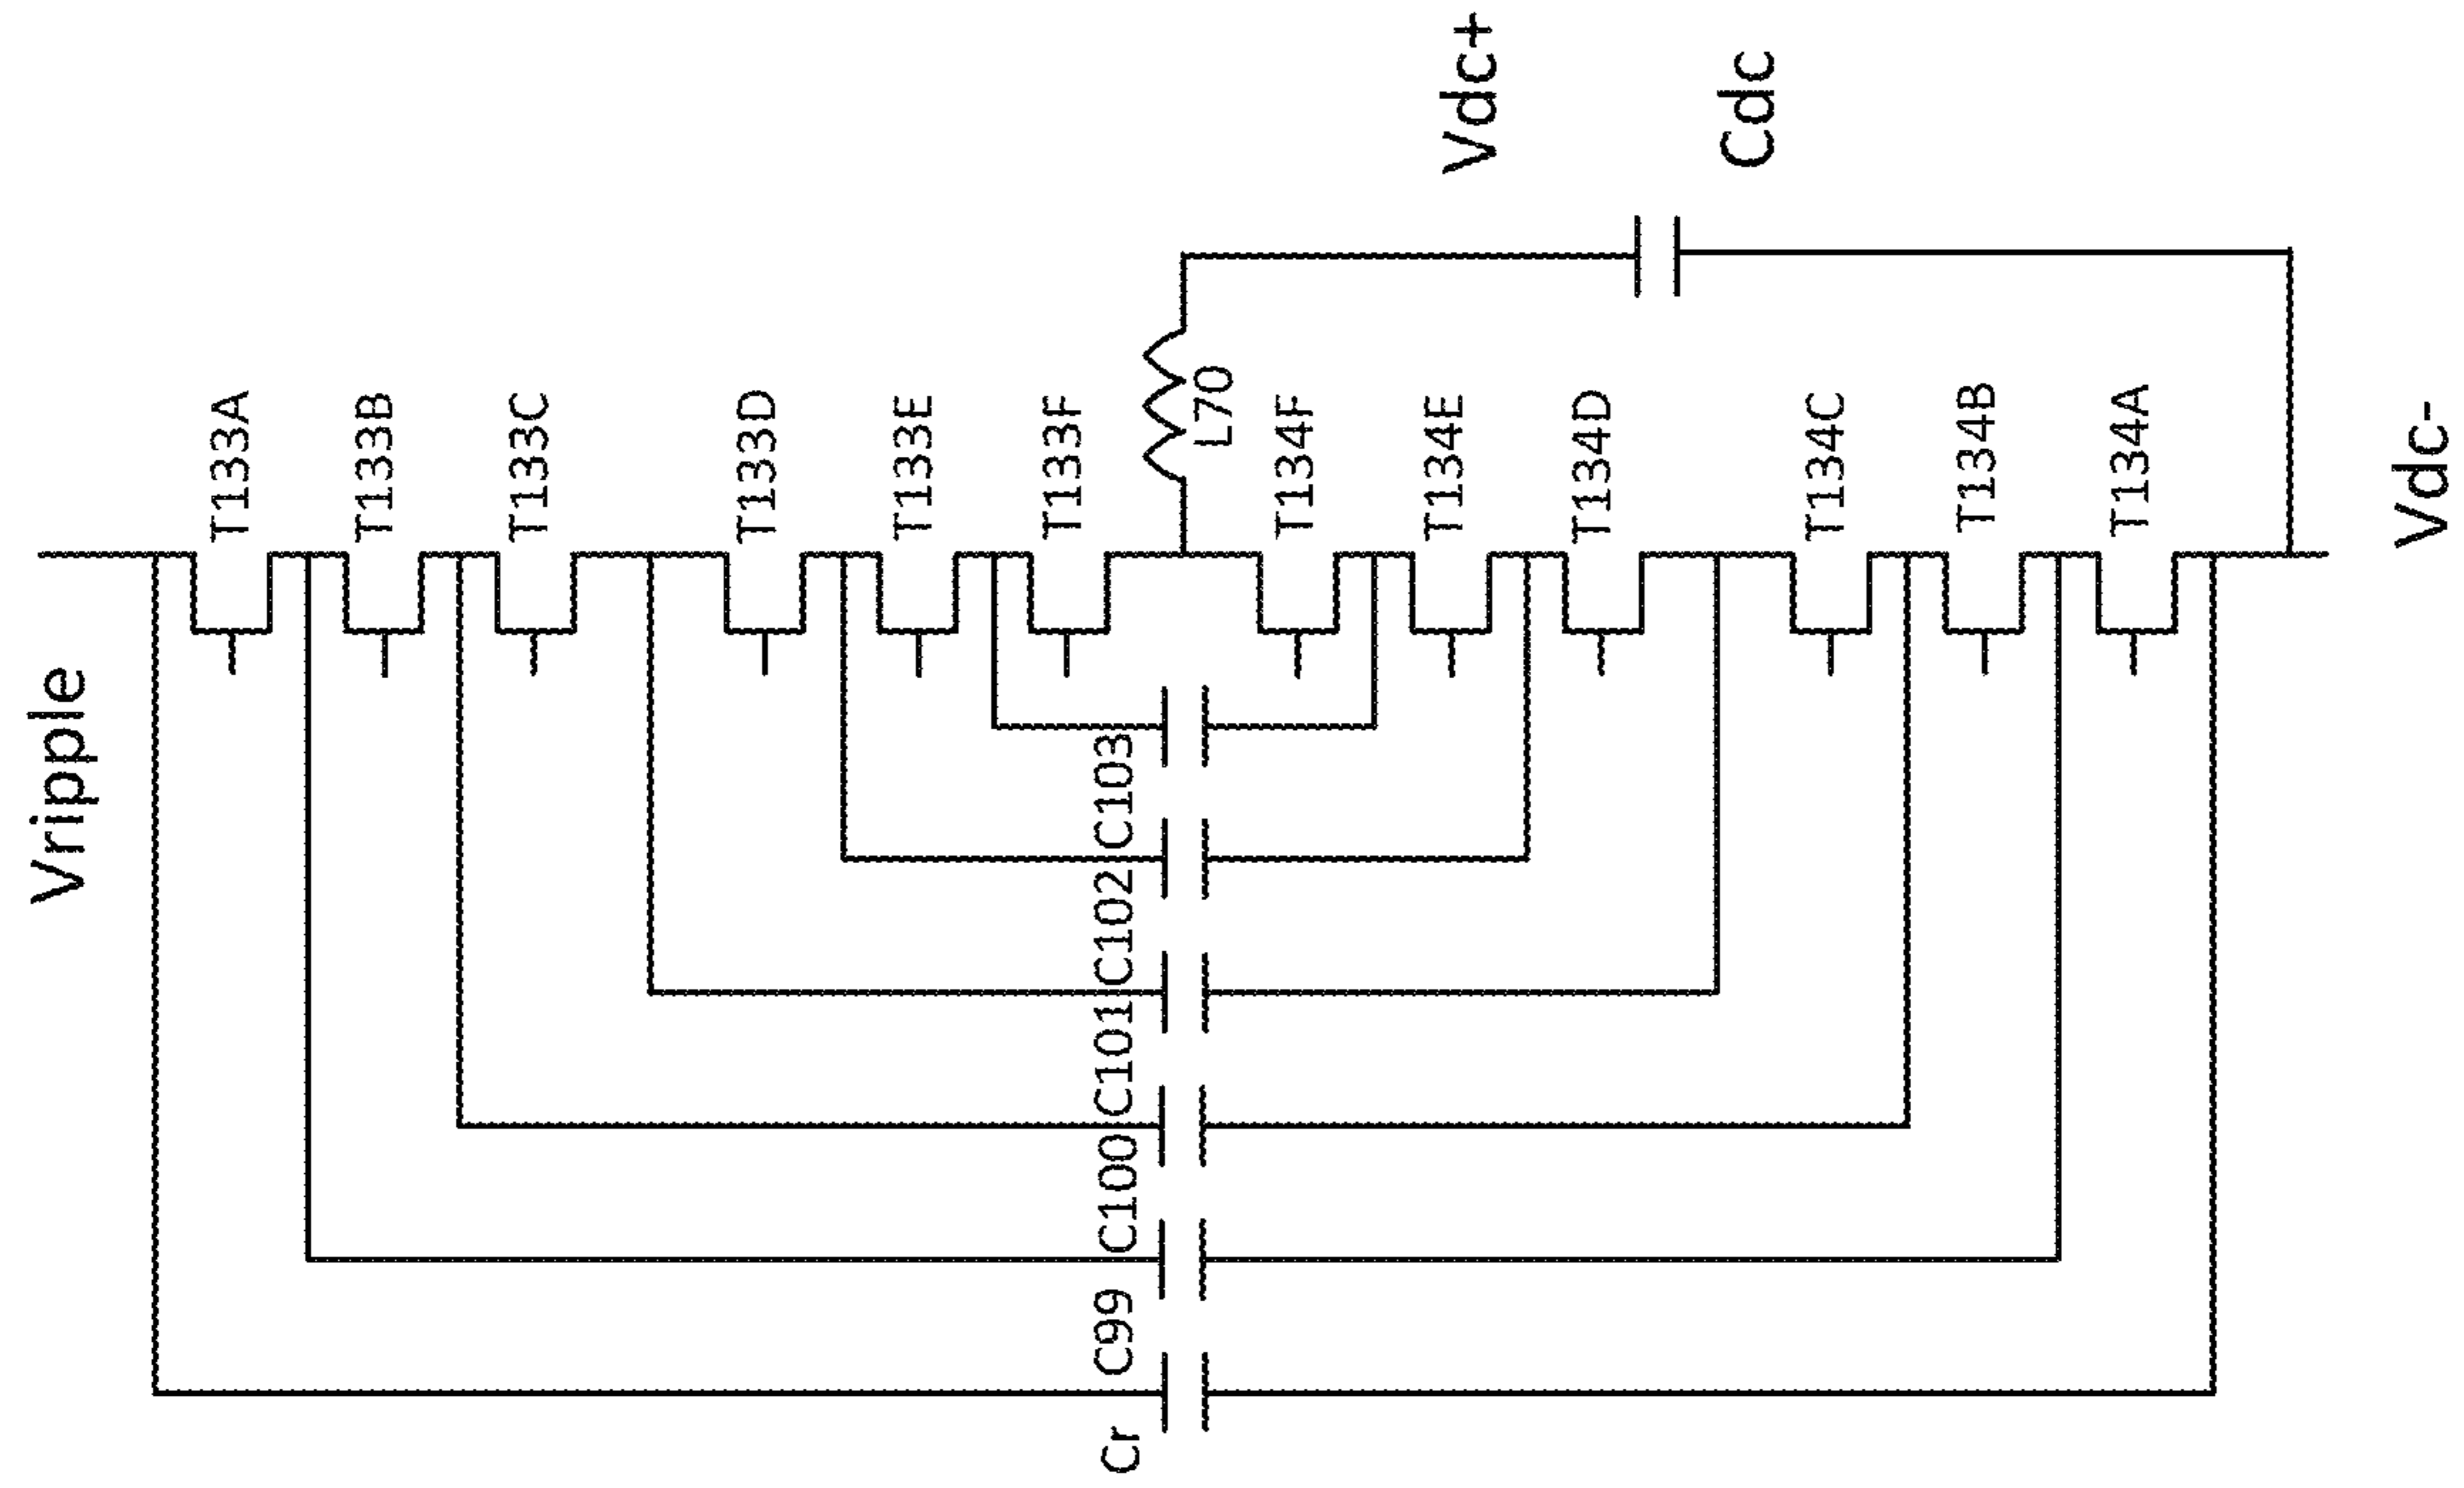 Vripple
T133A
T133B
T133C
T133D
T133E
T133F
L70
T134F
T134E
T134D
T134C
T134B
T134A
Vdc+
Cdc
Vdc-
C103
C102
C101
C100
C99
Cr